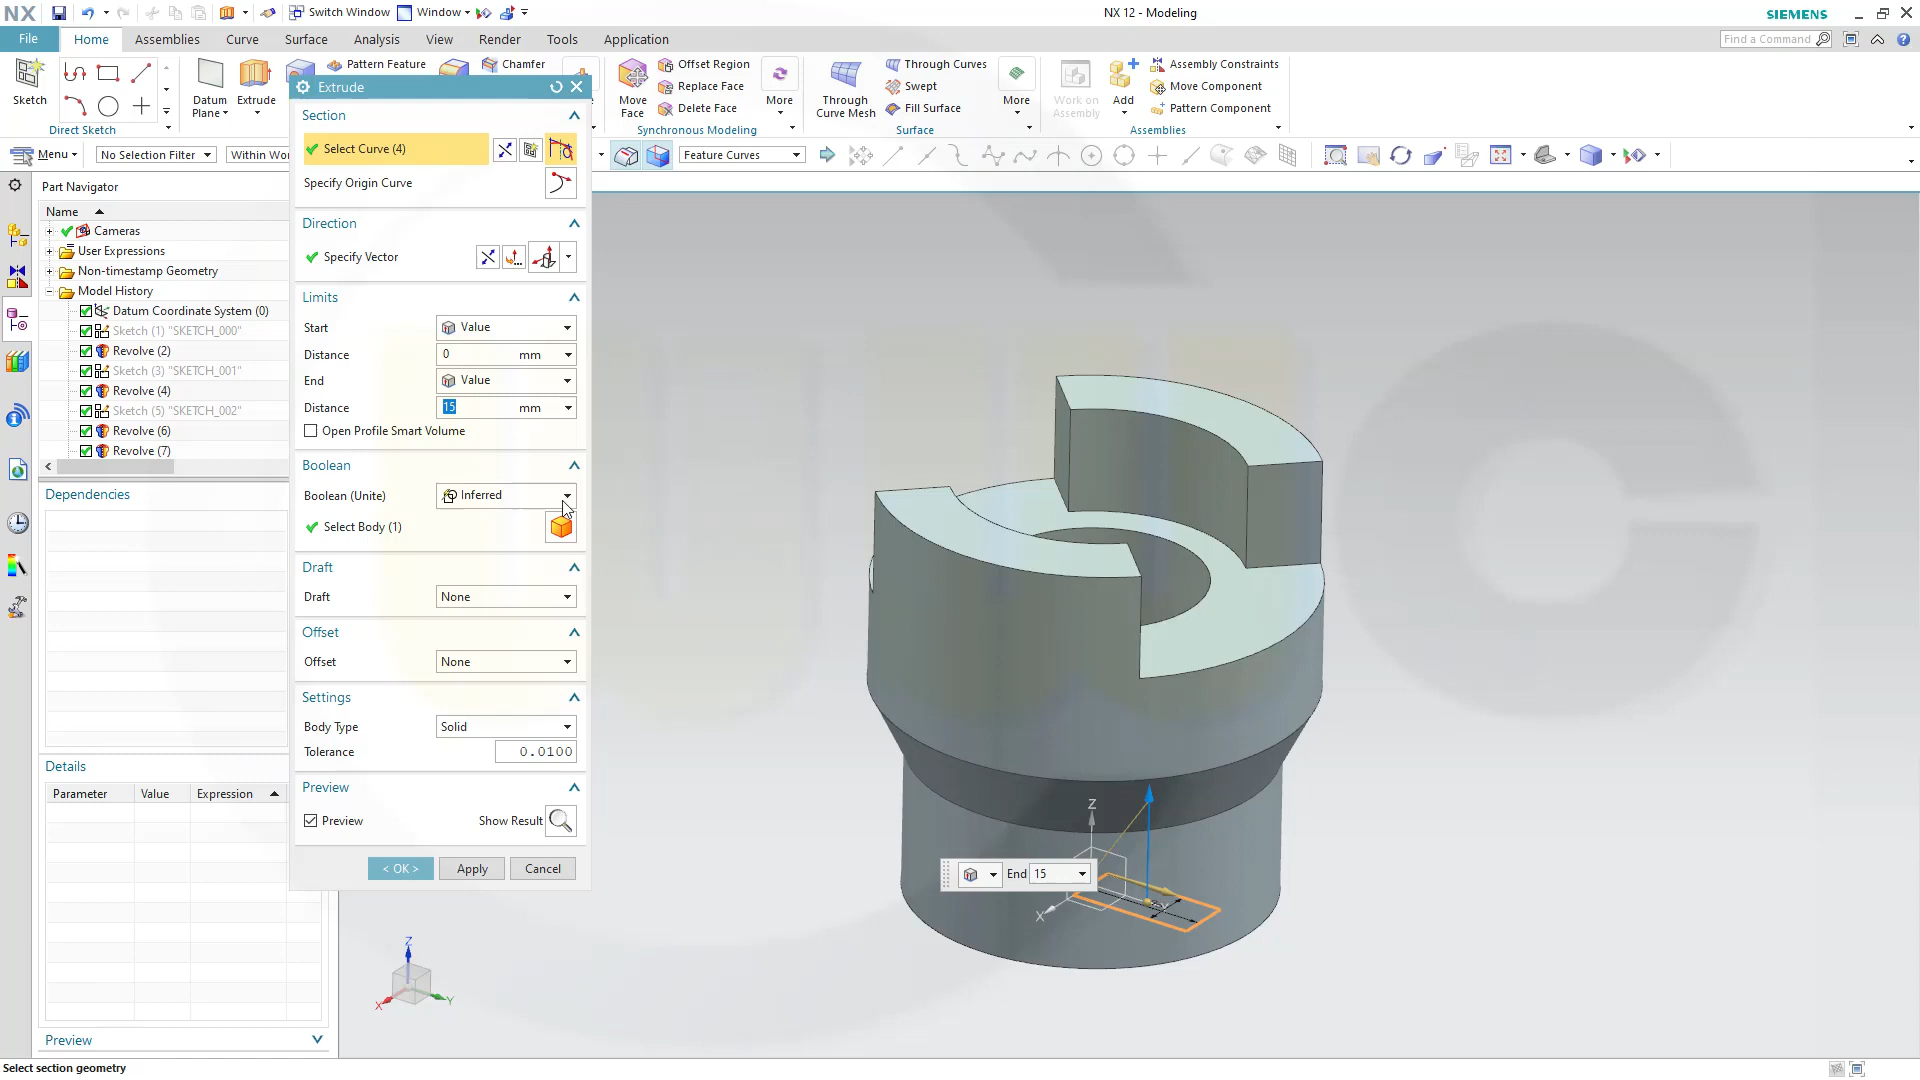 NX
Switch Window
Window
NX 12 - Modeling
SIEMENS
File
Home
Assemblies
Curve
Surface
Analysis
View
Render
Tools
Application
Find a Command
Sketch
Direct Sketch
Datum
Plane
Extrude
Pattern Feature
Chamfer
Move
Face
Offset Region
Replace Face
Delete Face
More
Synchronous Modeling
Through
Curve Mesh
Through Curves
Swept
Fill Surface
More
Surface
Work on
Assembly
Add
Assembly Constraints
Move Component
Pattern Component
Assemblies
Menu
No Selection Filter
Within Wor
Feature Curves
Part Navigator
Name
Cameras
User Expressions
Non-timestamp Geometry
Model History
Datum Coordinate System (0)
Sketch (1) "SKETCH_000"
Revolve (2)
Sketch (3) "SKETCH_001"
Revolve (4)
Sketch (5) "SKETCH_002"
Revolve (6)
Revolve (7)
Dependencies
Details
Parameter
Value
Expression
Preview
Extrude
Section
Select Curve (4)
Specify Origin Curve
Direction
Specify Vector
Limits
Start
Value
Distance
0
mm
End
Value
Distance
15
mm
Open Profile Smart Volume
Boolean
Boolean (Unite)
Inferred
Select Body (1)
Draft
Draft
None
Offset
Offset
None
Settings
Body Type
Solid
Tolerance
0.0100
Preview
Preview
Show Result
< OK >
Apply
Cancel
Z
End
15
X
Y
Z
X
Y
Select section geometry